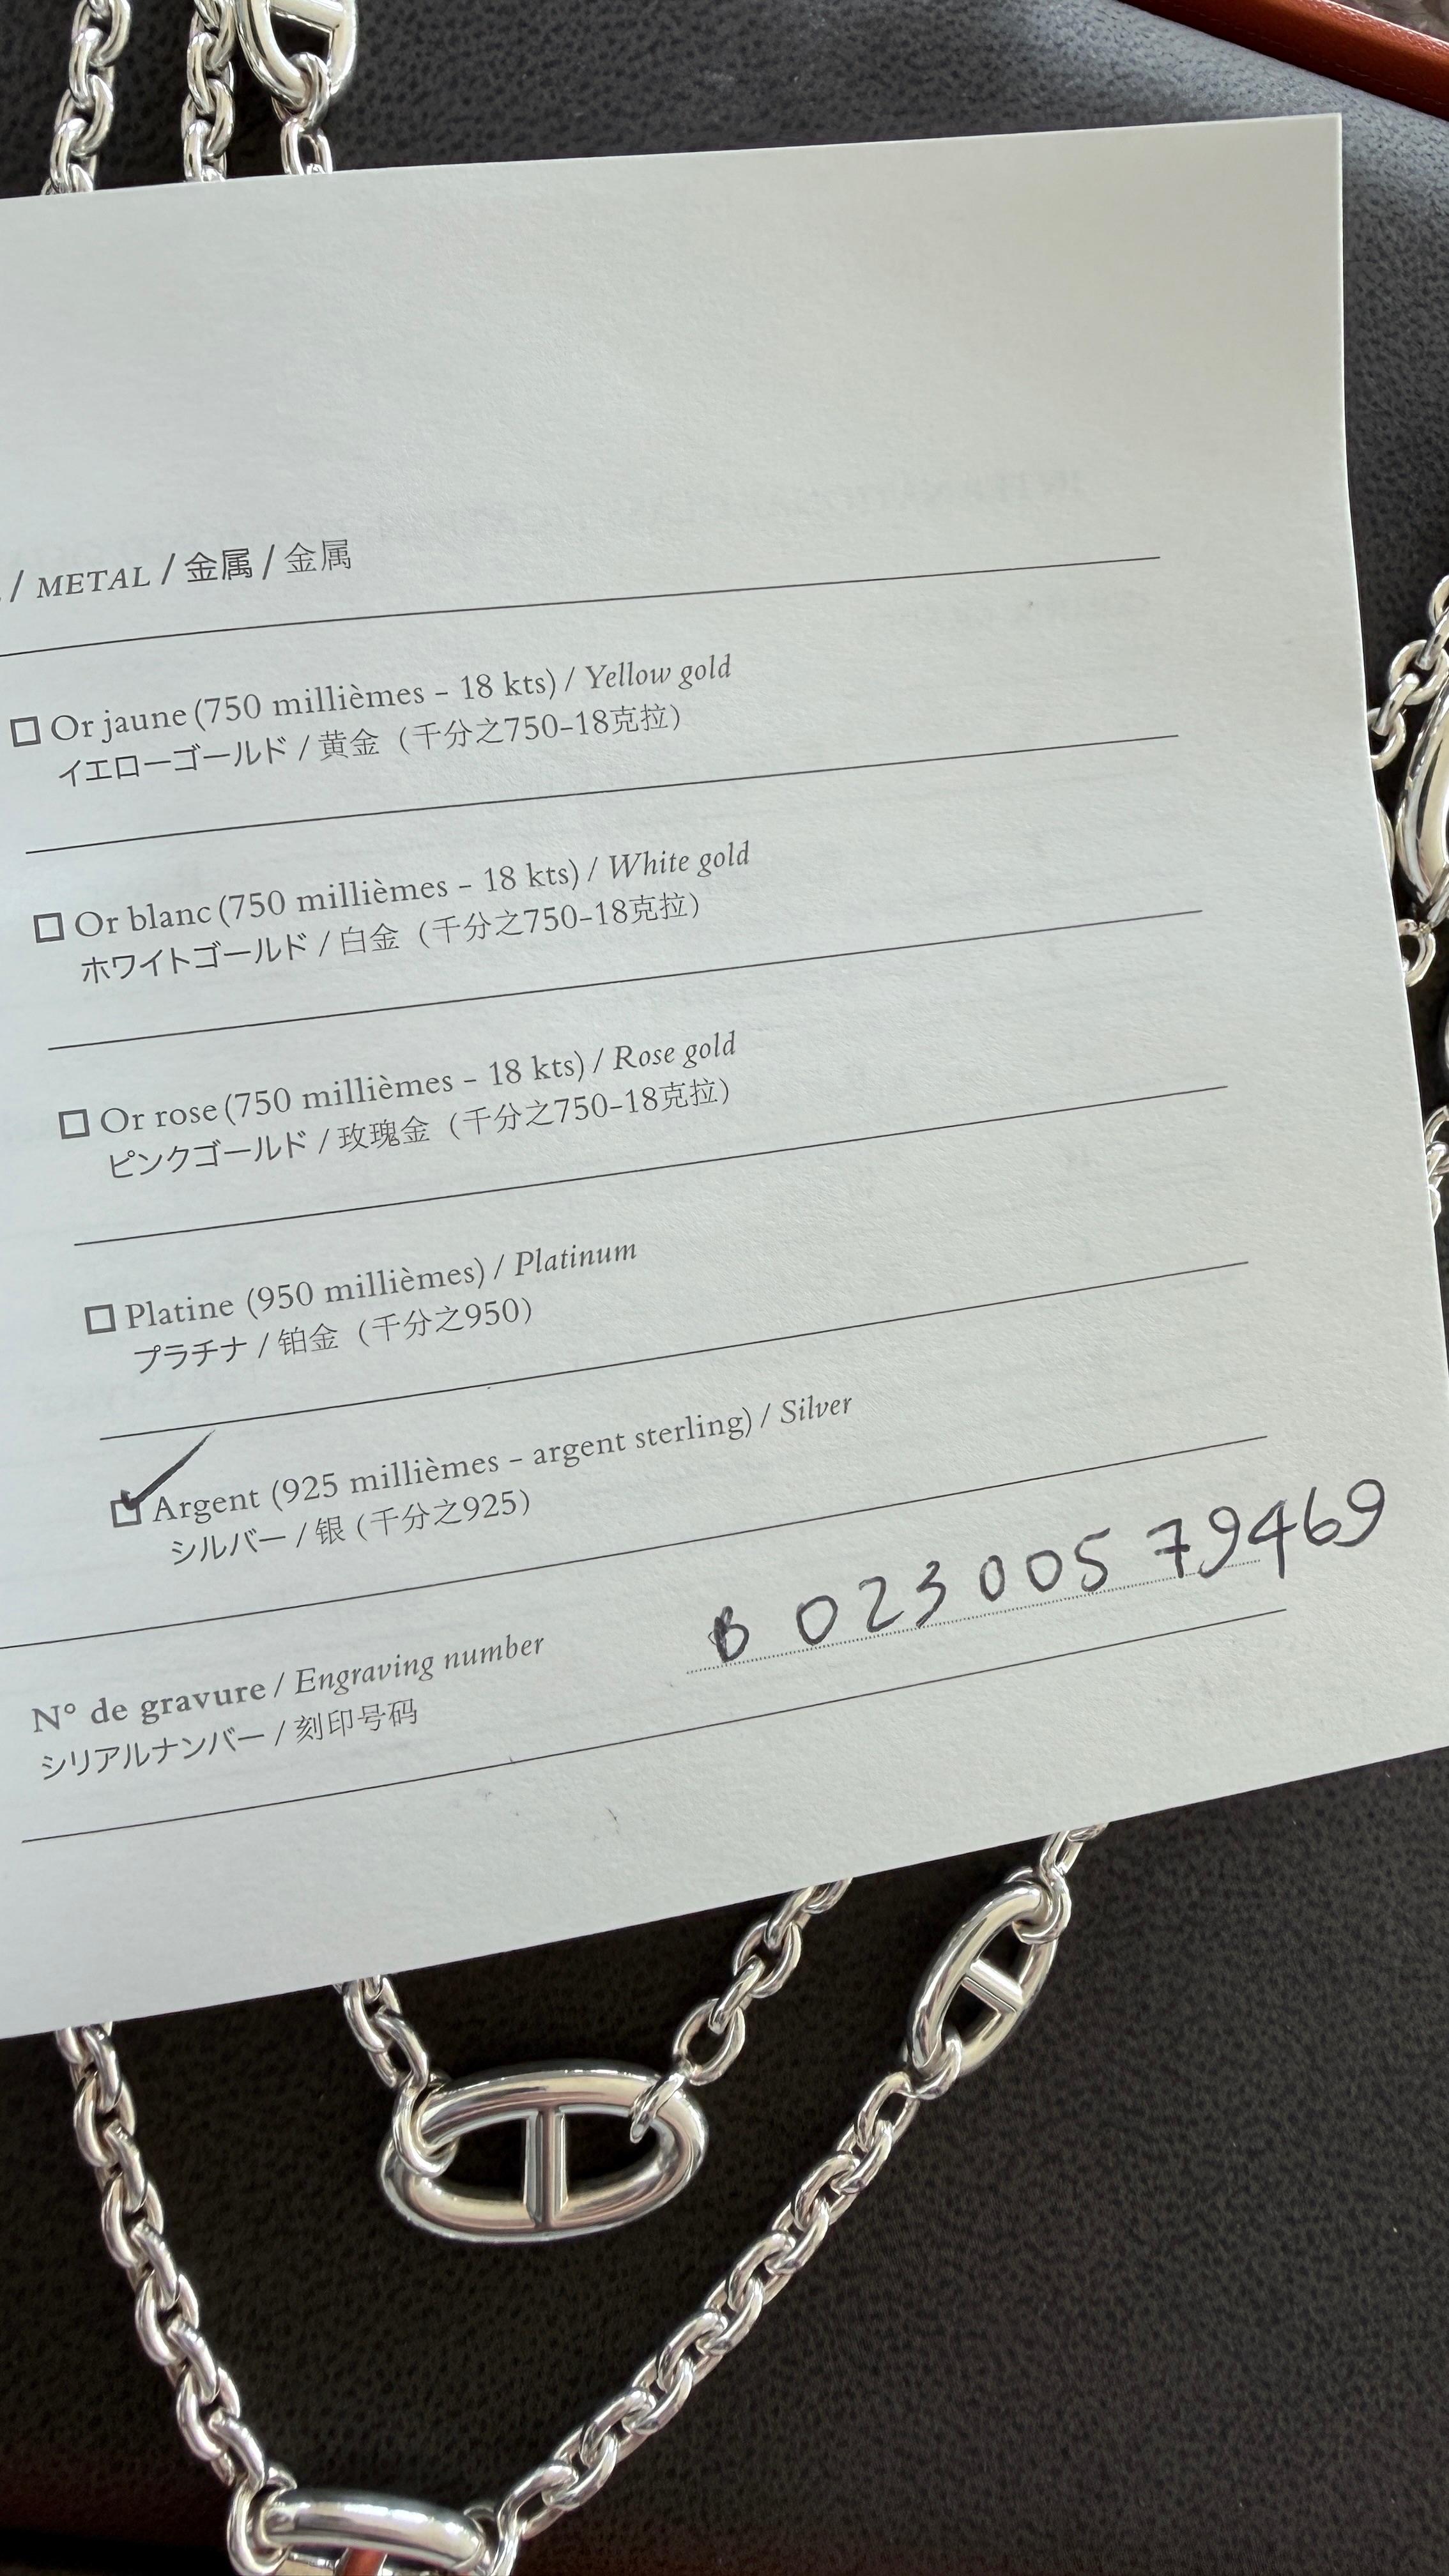 / METAL / 金属 / 金属
☐ Or jaune (750 millièmes – 18 kts) / Yellow gold
イエローゴールド / 黄金（千分之750–18克拉）
☐ Or blanc (750 millièmes – 18 kts) / White gold
ホワイトゴールド / 白金（千分之750–18克拉）
☐ Or rose (750 millièmes – 18 kts) / Rose gold
ピンクゴールド / 玫瑰金（千分之750–18克拉）
☐ Platine (950 millièmes) / Platinum
プラチナ / 铂金（千分之950）
☑ Argent (925 millièmes – argent sterling) / Silver
シルバー / 银 (千分之925)
N° de gravure / Engraving number
B 023 005 79469
シリアルナンバー / 刻印号码